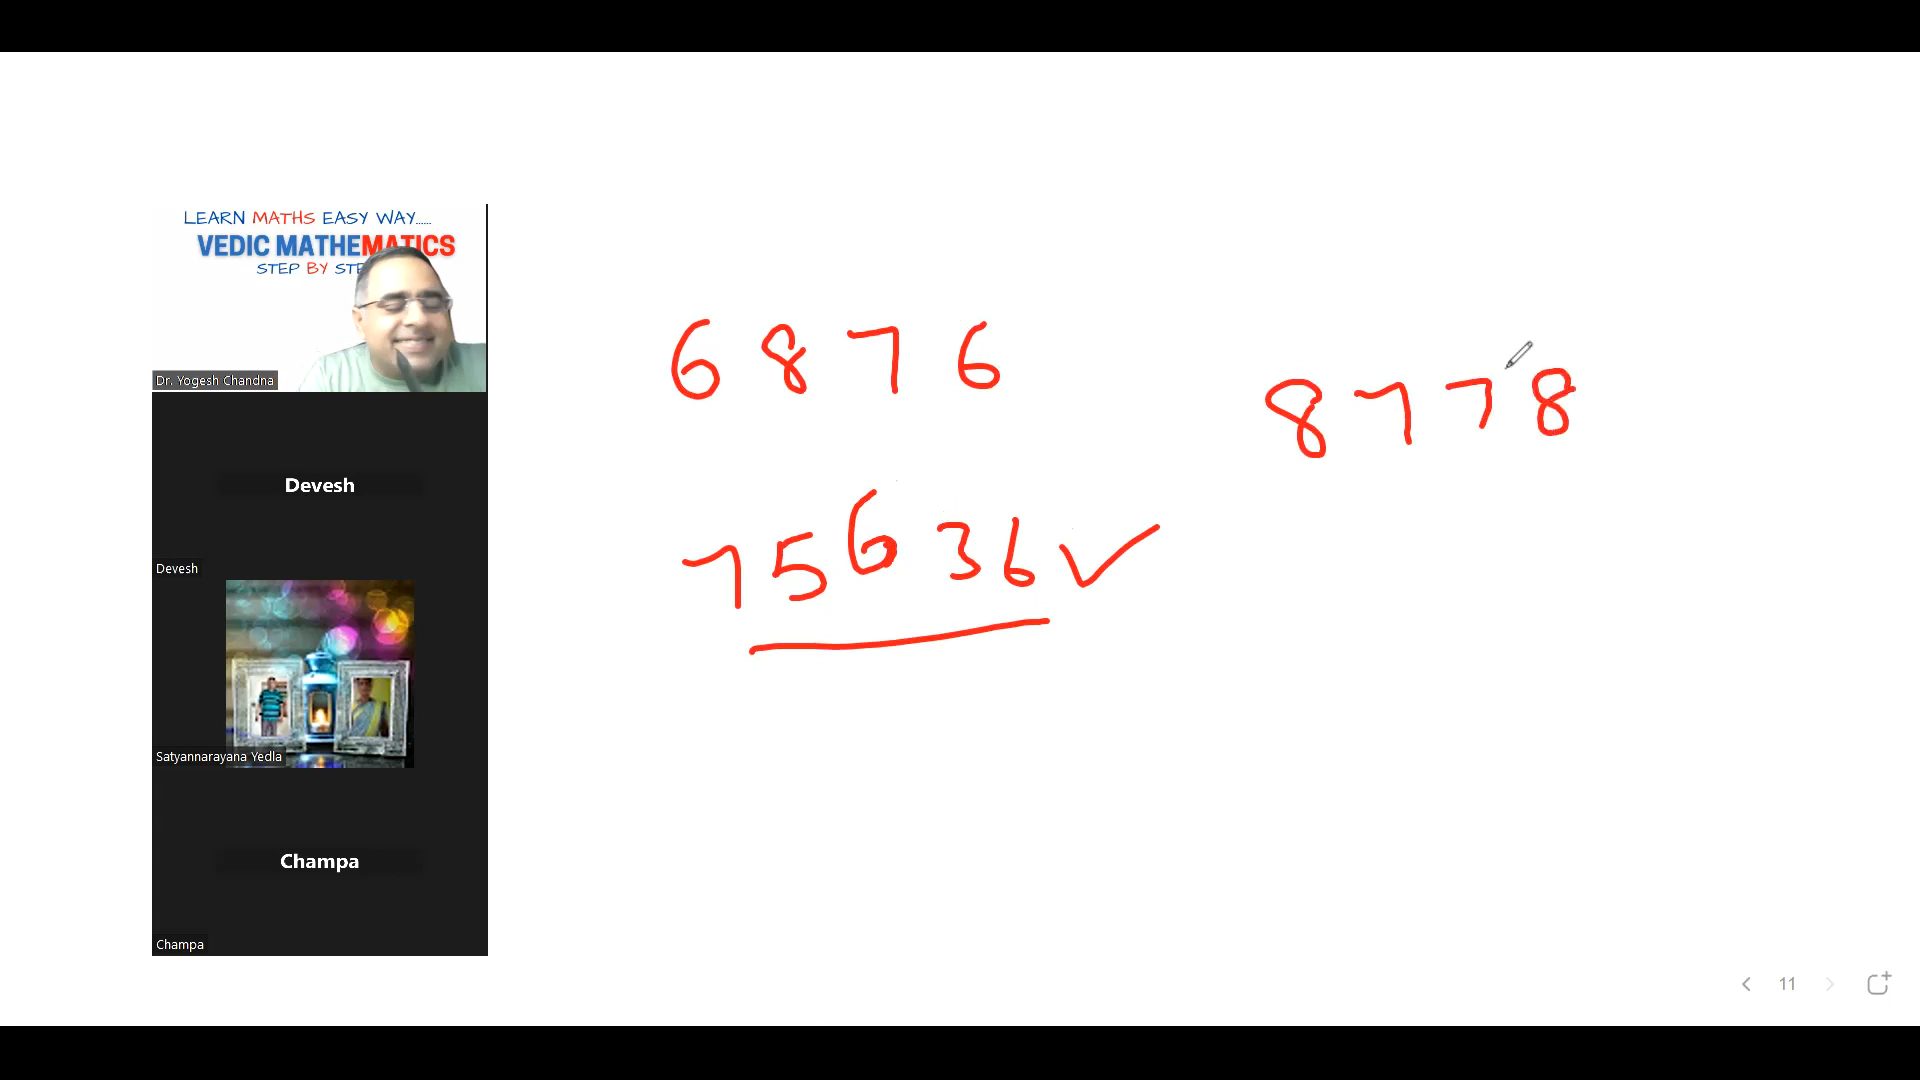 LEARN MATHS EASY WAY......
VEDIC MATHEMATICS
STEP BY STE
Dr. Yogesh Chandna
Devesh
Devesh
Satyannarayana Yedla
Champa
Champa
6876
8778
75636
11